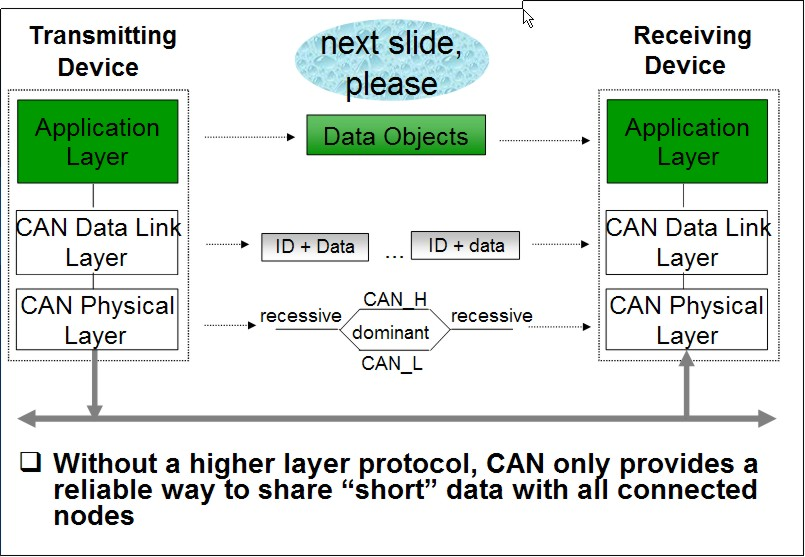 Transmitting
Device
next slide,
please
Receiving
Device
Application
Layer
Data Objects
Application
Layer
CAN Data Link
Layer
ID + Data
...
ID + data
CAN Data Link
Layer
CAN Physical
Layer
recessive
CAN_H
dominant
CAN_L
recessive
CAN Physical
Layer
Without a higher layer protocol, CAN only provides a
reliable way to share “short” data with all connected
nodes